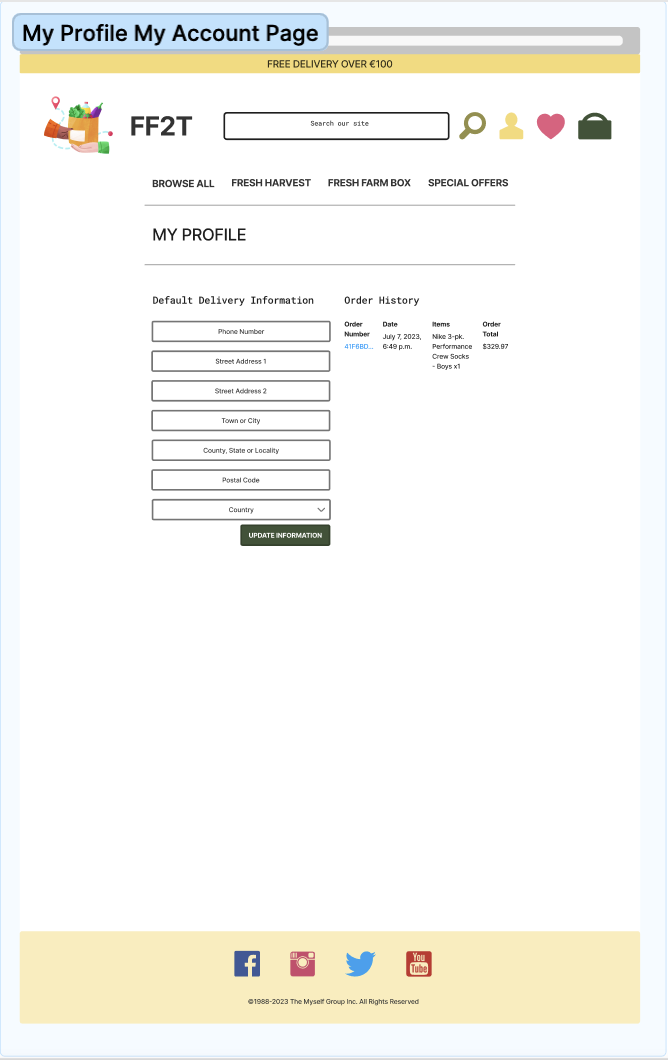 My Profile My Account Page
FREE DELIVERY OVER €100
FF2T
Search our site
BROWSE ALL FRESH HARVEST FRESH FARM BOX SPECIAL OFFERS
MY PROFILE
Default Delivery Information
Phone Number
Street Address 1
Street Address 2
Town or City
County, State or Locality
Postal Code
Country
UPDATE INFORMATION
Order History
Order Number
Date
Items
Order Total
41F6BD...
July 7, 2023,
6:49 p.m.
Nike 3-pk.
Performance
Crew Socks
- Boys x1
$329.97
You
Tube
©1988-2023 The Myself Group Inc. All Rights Reserved